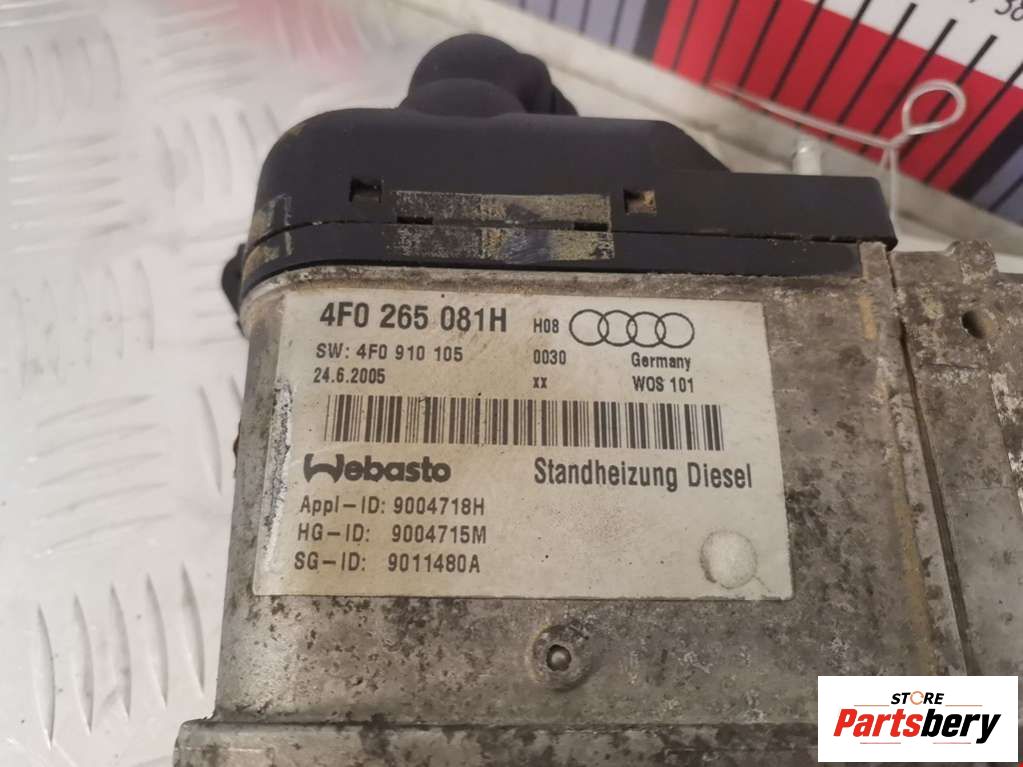 4F0 265 081H H08
SW: 4F0 910 105 0030 Germany
24.6.2005 xx WOS 101
Webasto Standheizung Diesel
Appl-ID: 9004718H
HG-ID: 9004715M
SG-ID: 9011480A
STORE
Partsbery